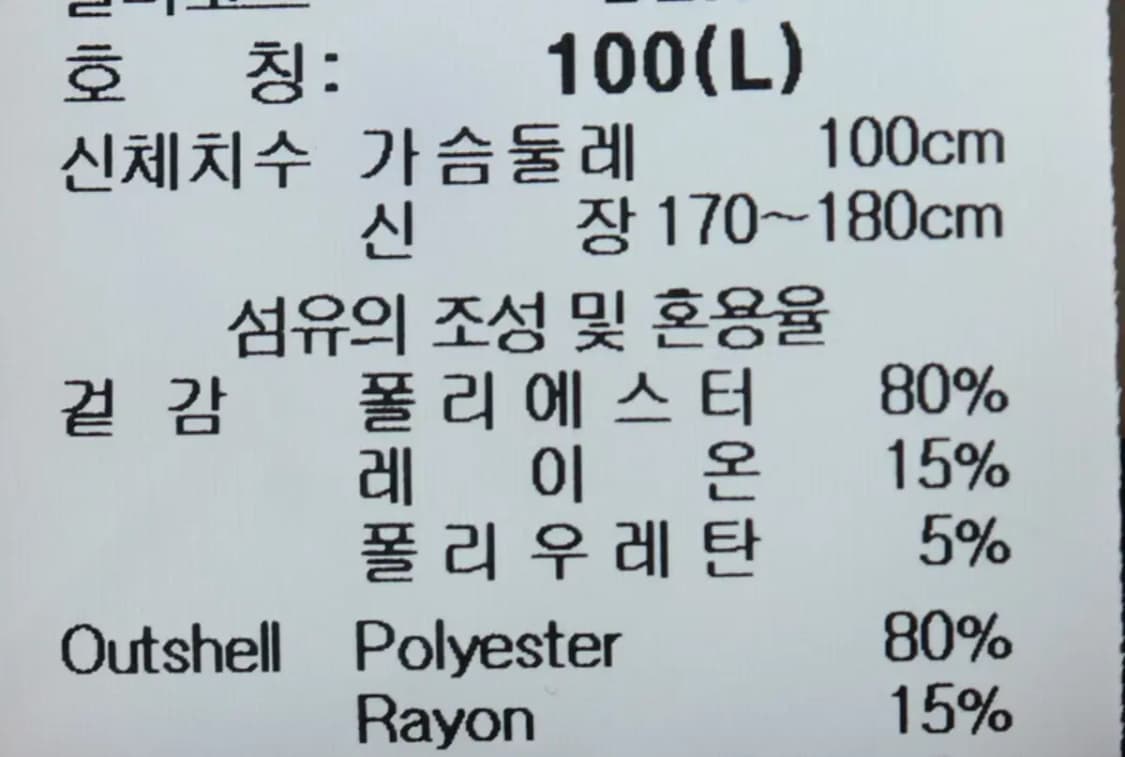 호 칭: 100(L)
신체치수 가슴둘레 100cm
신 장 170~180cm
섬유의 조성 및 혼용율
겉 감 폴리에스터 80%
레 이 온 15%
폴리우레탄 5%
Outshell Polyester 80%
Rayon 15%